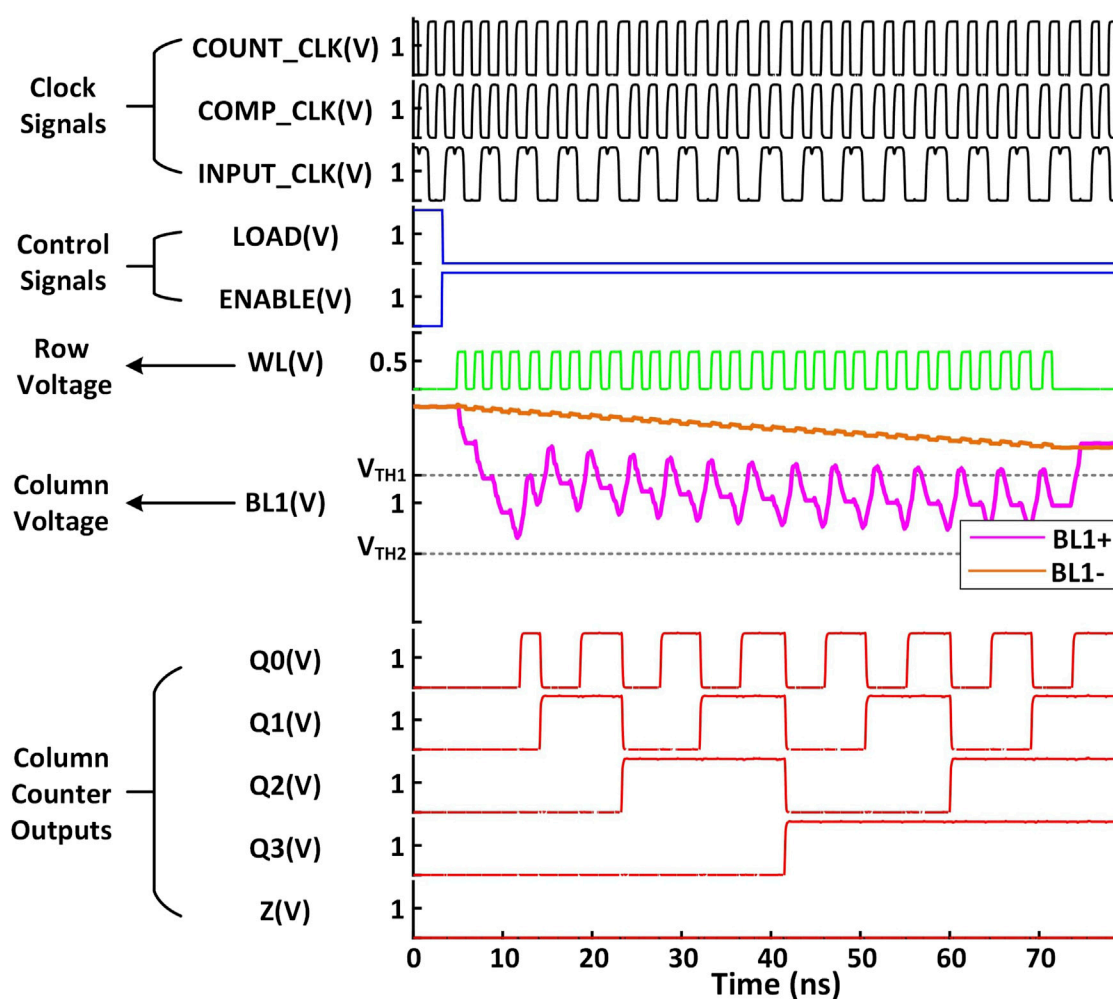 Clock
Signals
COUNT_CLK(V) 1
COMP_CLK(V) 1
INPUT_CLK(V) 1
Control
Signals
LOAD(V) 1
ENABLE(V) 1
Row
Voltage
WL(V) 0.5
Column
Voltage
BL1(V)
VTH1
1
VTH2
BL1+
BL1-
Column
Counter
Outputs
Q0(V) 1
Q1(V) 1
Q2(V) 1
Q3(V) 1
Z(V) 1
0 10 20 30 40 50 60 70
Time (ns)